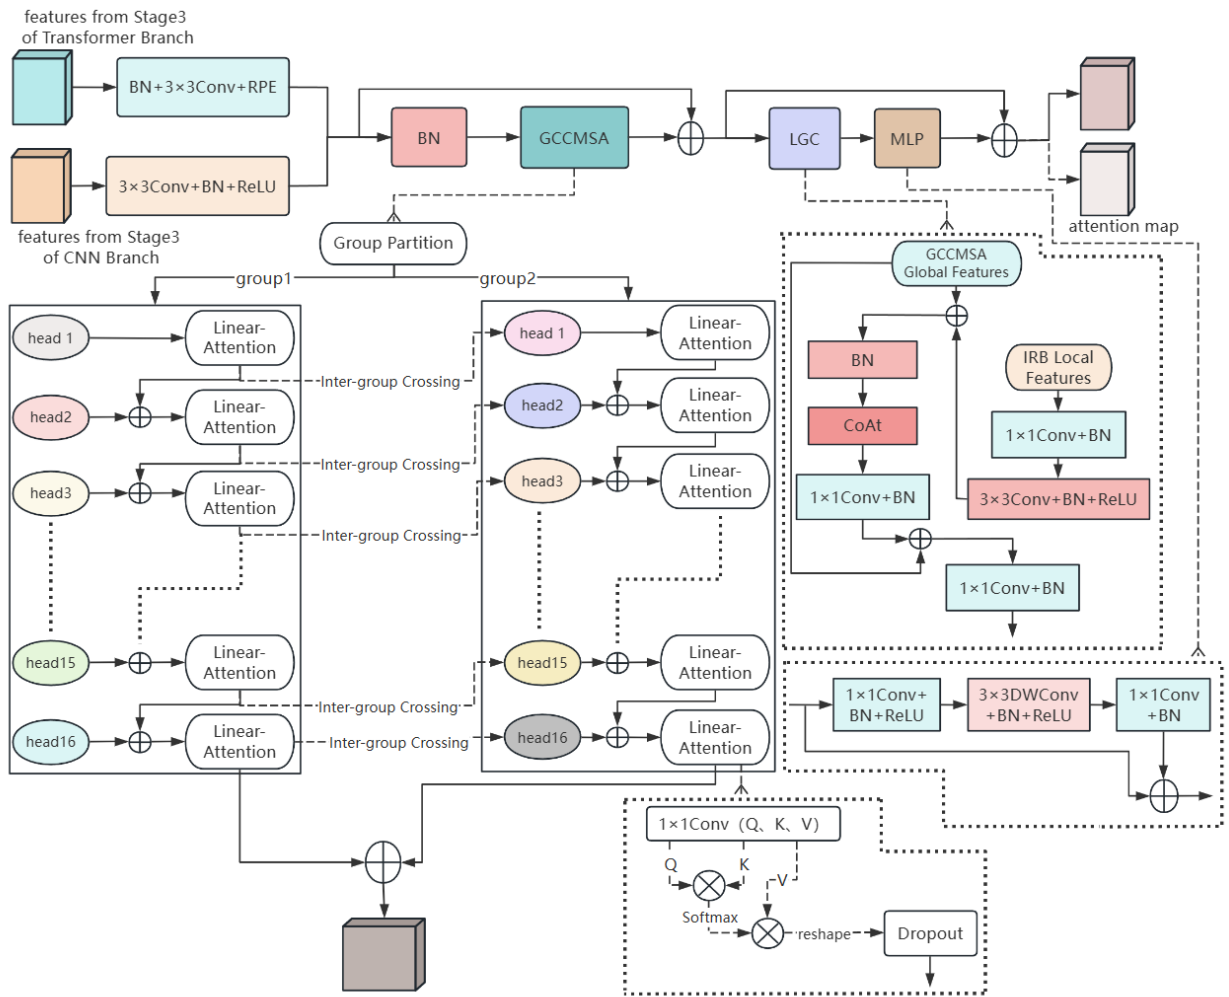 features from Stage3
of Transformer Branch
BN+3×3Conv+RPE
BN
GCCMSA
LGC
MLP
3×3Conv+BN+ReLU
features from Stage3
of CNN Branch
attention map
Group Partition
group1
group2
GCCMSA
Global Features
head 1
Linear-
Attention
Inter-group Crossing
head 1
Linear-
Attention
head2
Linear-
Attention
Inter-group Crossing
head2
Linear-
Attention
head3
Linear-
Attention
Inter-group Crossing
head3
Linear-
Attention
head15
Linear-
Attention
Inter-group Crossing
head15
Linear-
Attention
head16
Linear-
Attention
Inter-group Crossing
head16
Linear-
Attention
BN
IRB Local
Features
CoAt
1×1Conv+BN
1×1Conv+BN
3×3Conv+BN+ReLU
1×1Conv+BN
1×1Conv+
BN+ReLU
3×3DWConv
+BN+ReLU
1×1Conv
+BN
1×1Conv（Q、K、V）
Q
K
V
Softmax
reshape
Dropout